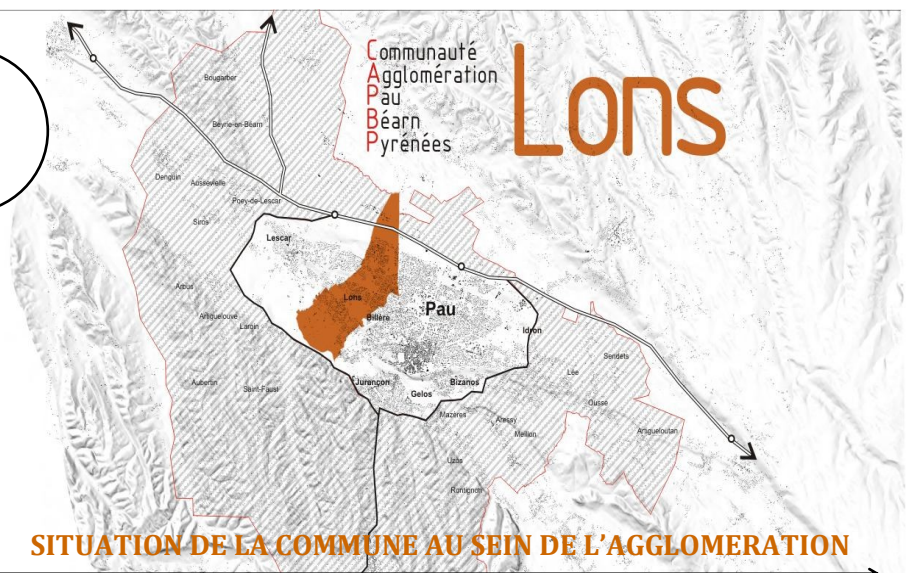 Communauté
Agglomération
Pau
Béarn
Pyrénées
Lons
Bougarber
Beyrie-en-Béarn
Denguin
Aussevielle
Poey-de-Lescar
Siros
Lescar
Arbus
Lons
Pau
Artiguelouve
Billère
Laroin
Idron
Sendets
Lée
Aubertin
Saint-Faust
Jurançon
Bizanos
Gelos
Ousse
Mazères
Aressy
Meillon
Artigueloutan
Uzos
Rontignon
SITUATION DE LA COMMUNE AU SEIN DE L'AGGLOMERATION